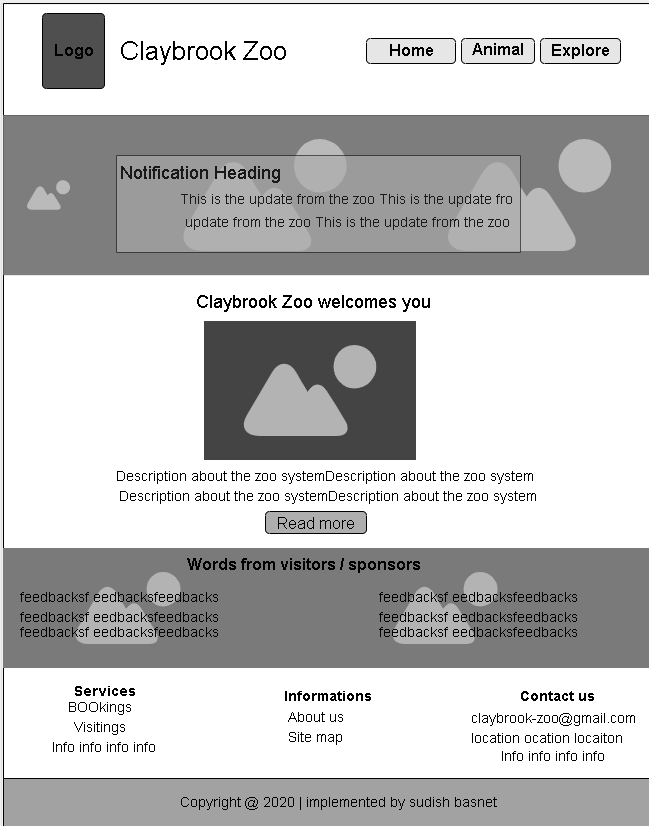 Logo
Claybrook Zoo
Home
Animal
Explore
Notification Heading
This is the update from the zoo This is the update fro
update from the zoo This is the update from the zoo
Claybrook Zoo welcomes you
Description about the zoo systemDescription about the zoo system
Description about the zoo systemDescription about the zoo system
Read more
Words from visitors / sponsors
feedbacksf eedbacksfeedbacks
feedbacksf eedbacksfeedbacks
feedbacksf eedbacksfeedbacks
feedbacksf eedbacksfeedbacks
feedbacksf eedbacksfeedbacks
feedbacksf eedbacksfeedbacks
Services
BOOkings
Visitings
Info info info info
Informations
About us
Site map
Contact us
claybrook-zoo@gmail.com
location ocation locaiton
Info info info info
Copyright @ 2020 | implemented by sudish basnet